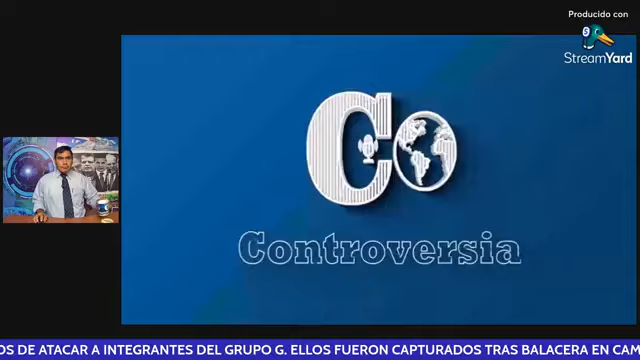 Producido con
StreamYard
CO
Controversia
OS DE ATACAR A INTEGRANTES DEL GRUPO G. ELLOS FUERON CAPTURADOS TRAS BALACERA EN CAM